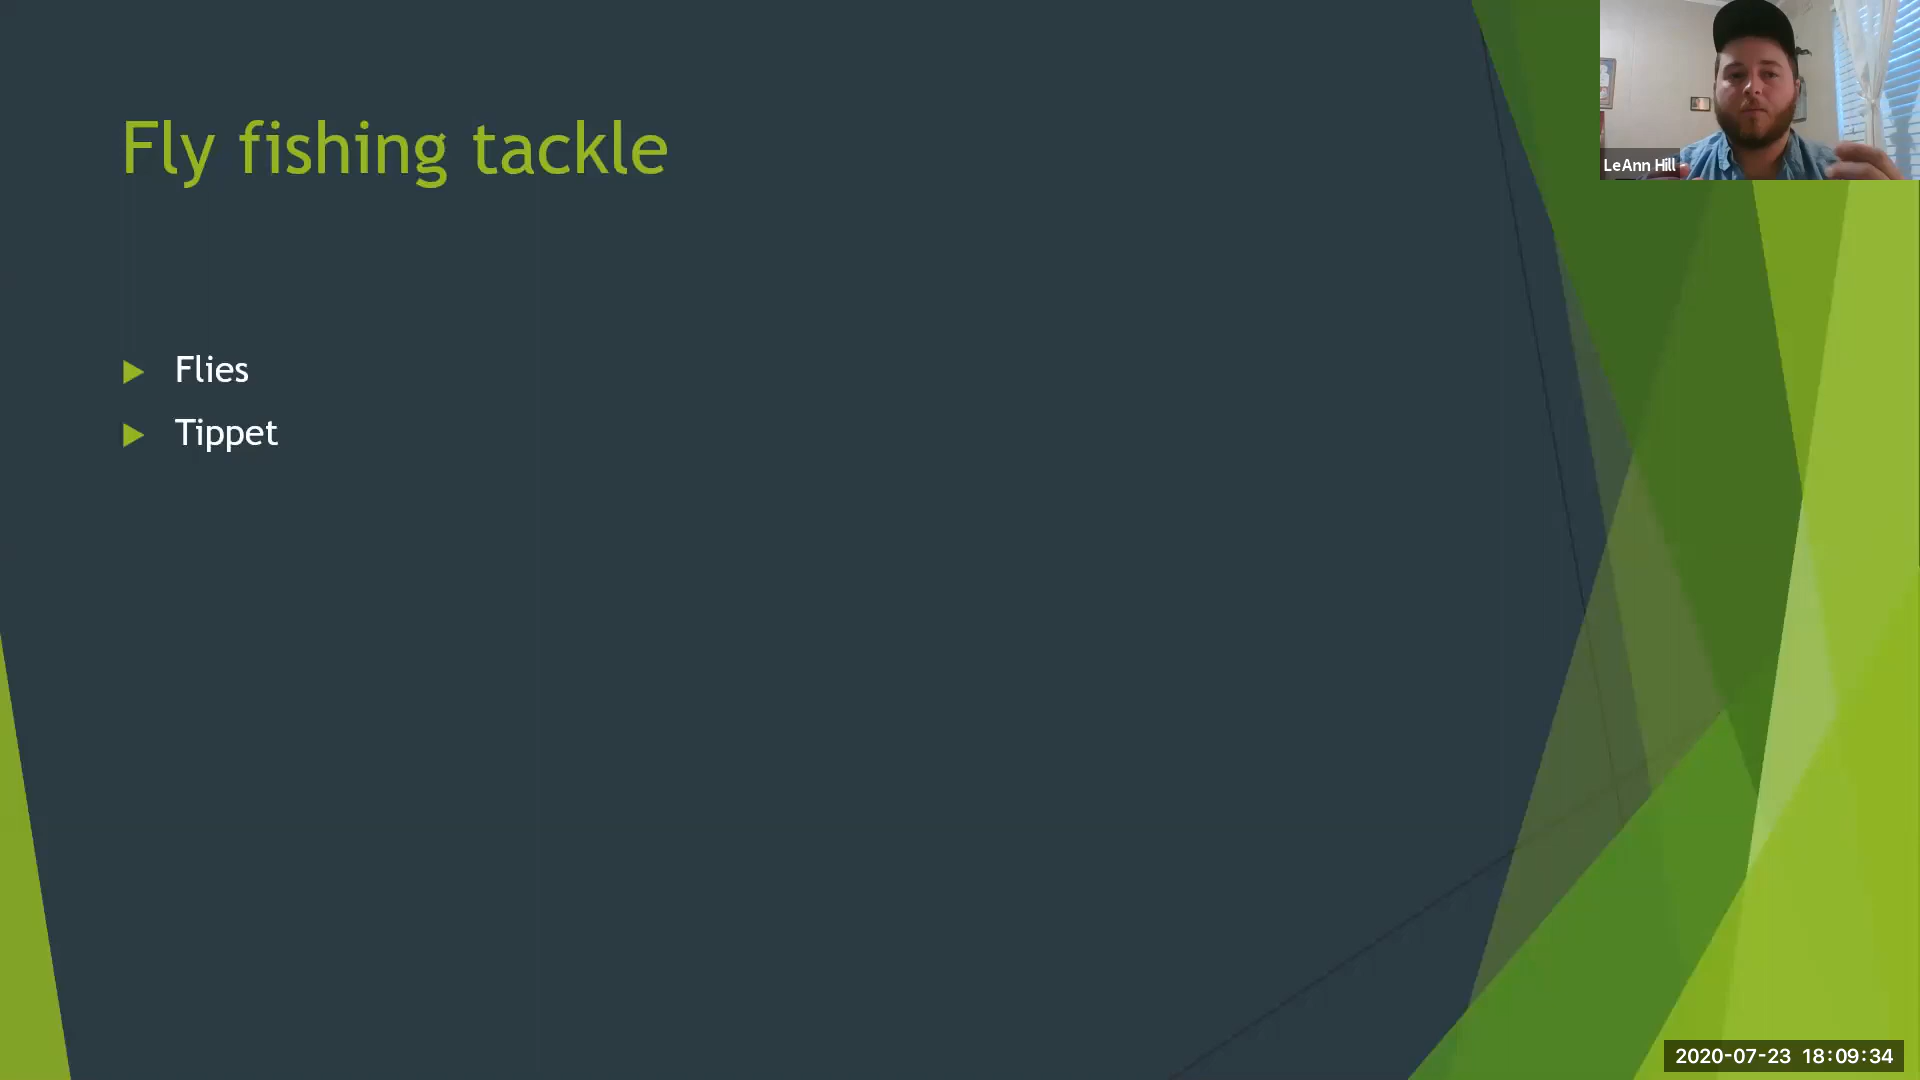 Fly fishing tackle
LeAnn Hill
Flies
Tippet
2020-07-23 18:09:34